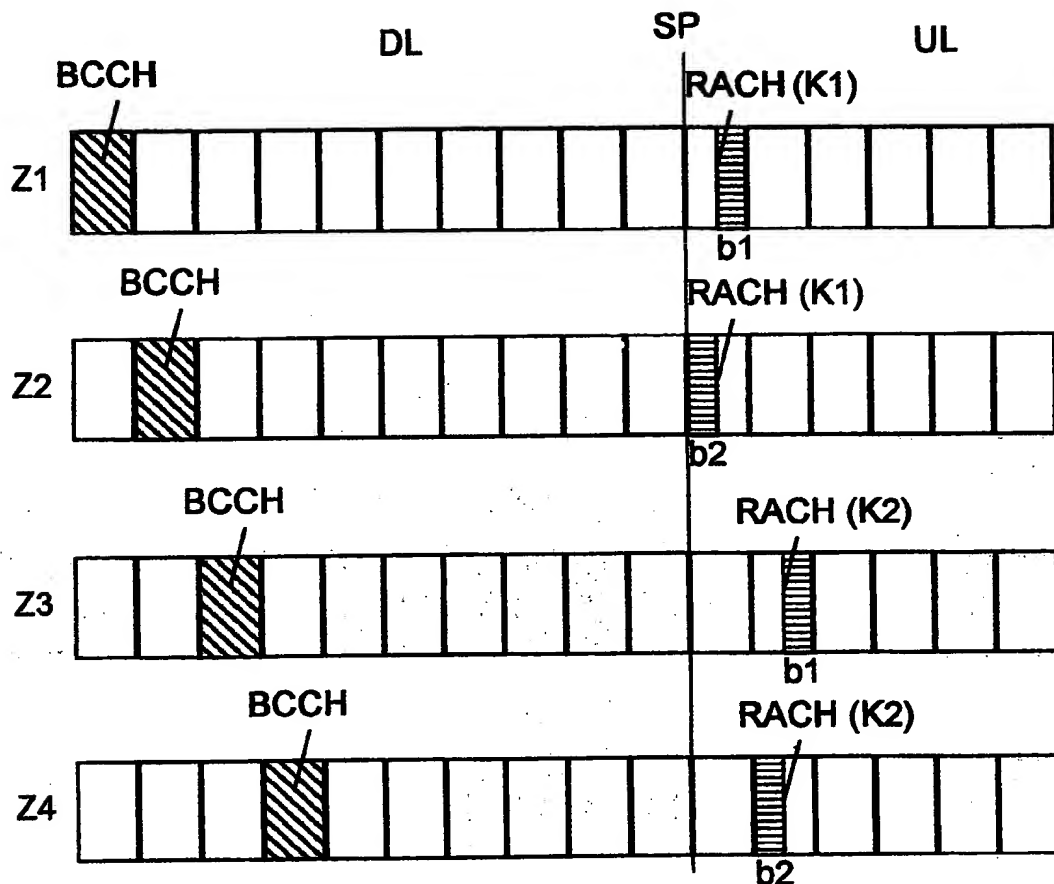 DL SP UL
BCCH RACH (K1)
Z1
b1
BCCH RACH (K1)
Z2
b2
BCCH RACH (K2)
Z3
b1
BCCH RACH (K2)
Z4
b2